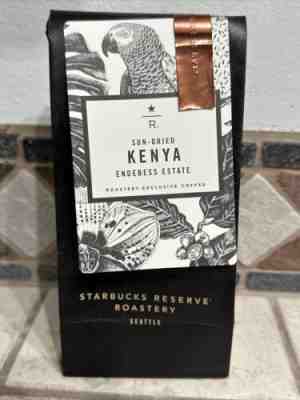 R.
SUN-DRIED
KENYA
ENDEBESS ESTATE
ROASTERY-EXCLUSIVE COFFEE
STARBUCKS RESERVE®
ROASTERY
SEATTLE